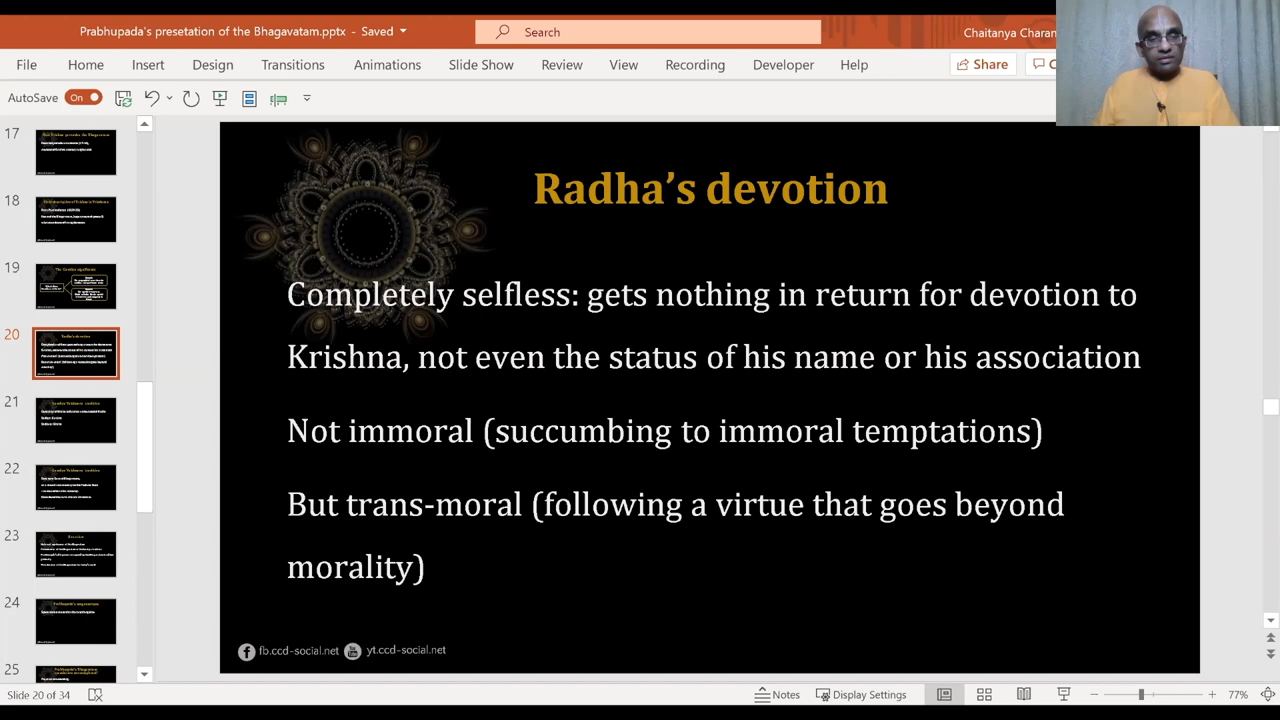 Prabhupada's presetation of the Bhagavatam.pptx - Saved
Search
Chaitanya Charan
File Home Insert Design Transitions Animations Slide Show Review View Recording Developer Help Share
AutoSave On
17
18
19
20
21
22
23
24
25
Radha's devotion
Completely selfless: gets nothing in return for devotion to
Krishna, not even the status of his name or his association
Not immoral (succumbing to immoral temptations)
But trans-moral (following a virtue that goes beyond
morality)
fb.ccd-social.net yt.ccd-social.net
Slide 20 of 34 Notes Display Settings 77%